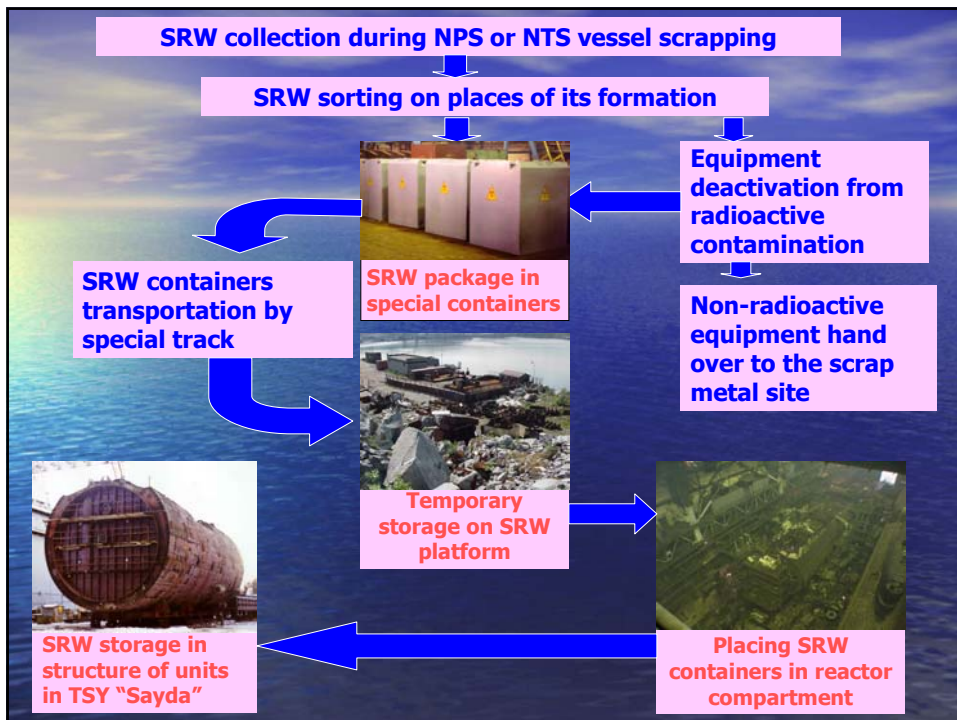 SRW collection during NPS or NTS vessel scrapping
SRW sorting on places of its formation
Equipment
deactivation from
radioactive
contamination
SRW package in
special containers
SRW containers
transportation by
special track
Non-radioactive
equipment hand
over to the scrap
metal site
Temporary
storage on SRW
platform
SRW storage in
structure of units
in TSY “Sayda”
Placing SRW
containers in reactor
compartment